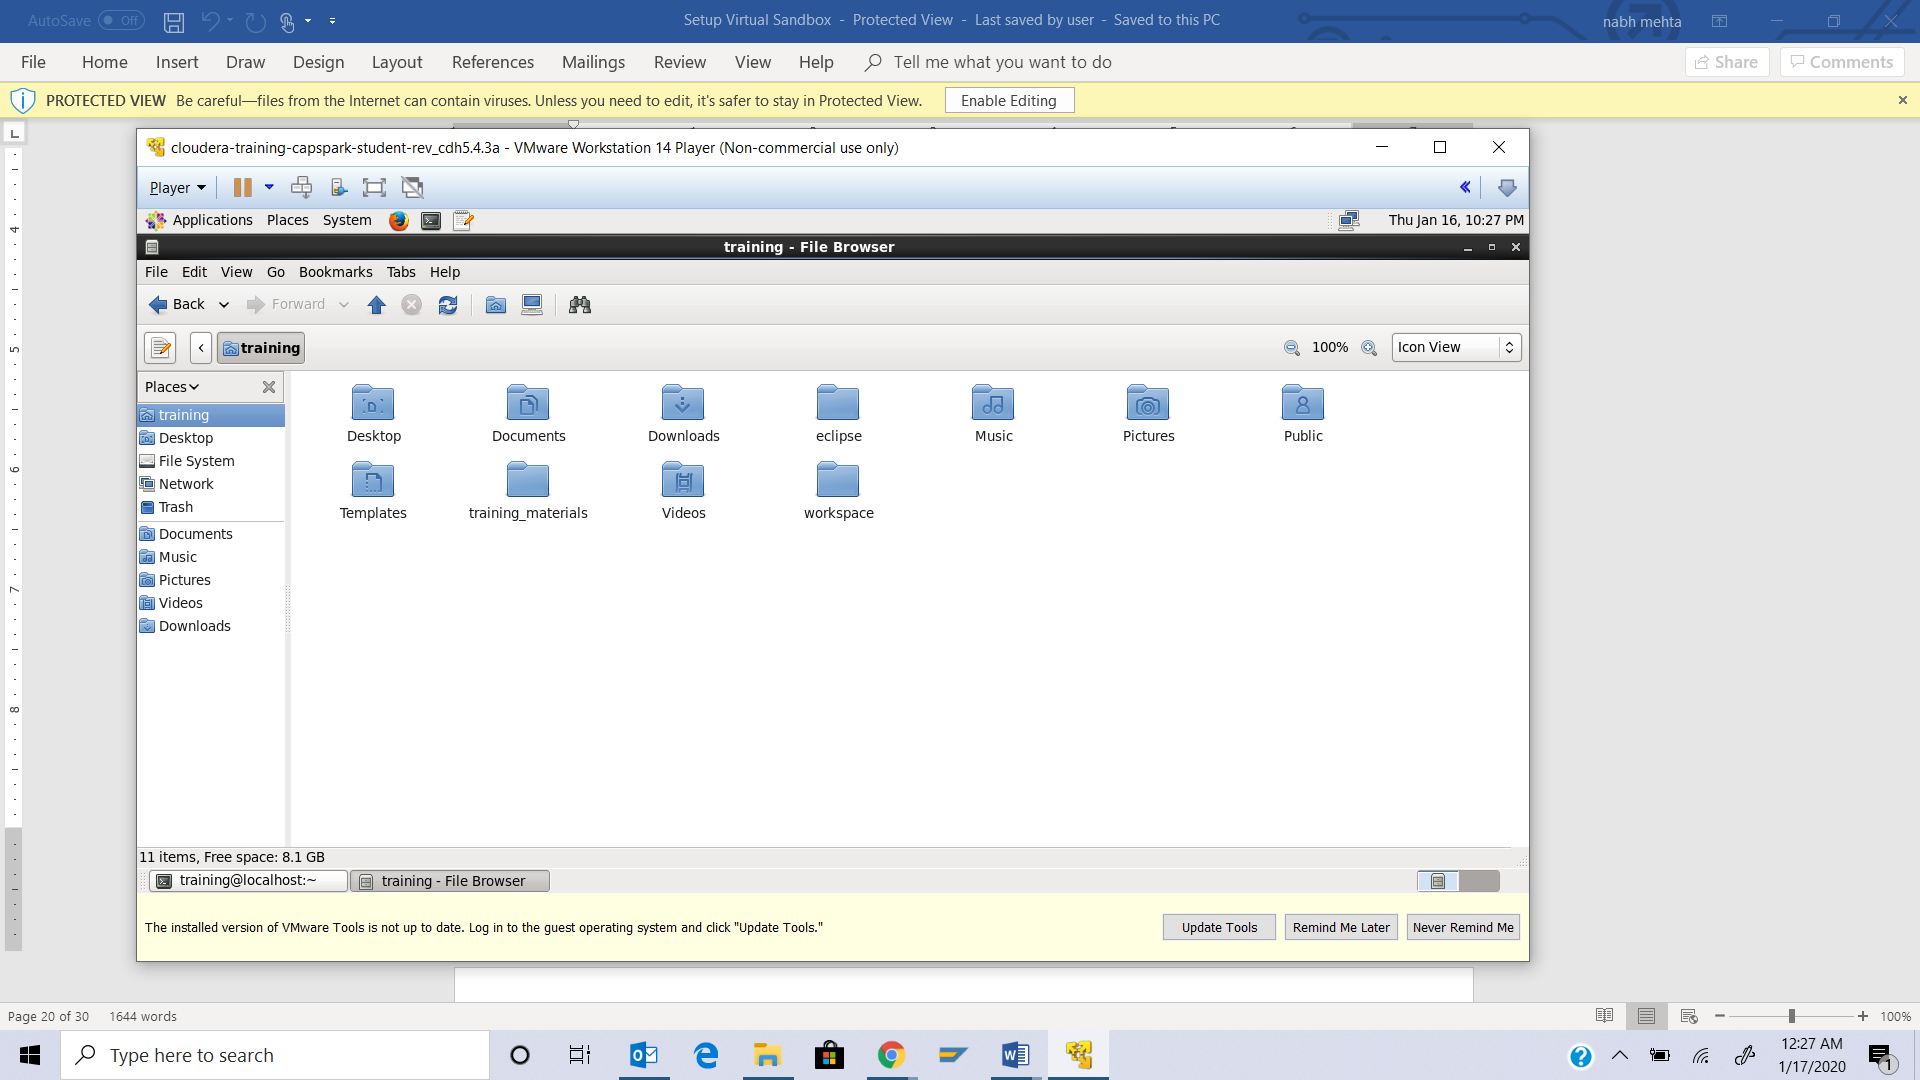 AutoSave Off
Setup Virtual Sandbox - Protected View - Last saved by user - Saved to this PC
nabh mehta
File Home Insert Draw Design Layout References Mailings Review View Help Tell me what you want to do
Share Comments
PROTECTED VIEW Be careful—files from the Internet can contain viruses. Unless you need to edit, it's safer to stay in Protected View. Enable Editing
cloudera-training-capspark-student-rev_cdh5.4.3a - VMware Workstation 14 Player (Non-commercial use only)
Player
Applications Places System Thu Jan 16, 10:27 PM
training - File Browser
File Edit View Go Bookmarks Tabs Help
Back Forward
training 100% Icon View
Places
training
Desktop
File System
Network
Trash
Documents
Music
Pictures
Videos
Downloads
Desktop Documents Downloads eclipse Music Pictures Public
Templates training_materials Videos workspace
4
5
6
7
8
11 items, Free space: 8.1 GB
training@localhost:~ training - File Browser
The installed version of VMware Tools is not up to date. Log in to the guest operating system and click "Update Tools."
Update Tools Remind Me Later Never Remind Me
Page 20 of 30 1644 words 100%
Type here to search
12:27 AM
1/17/2020
1